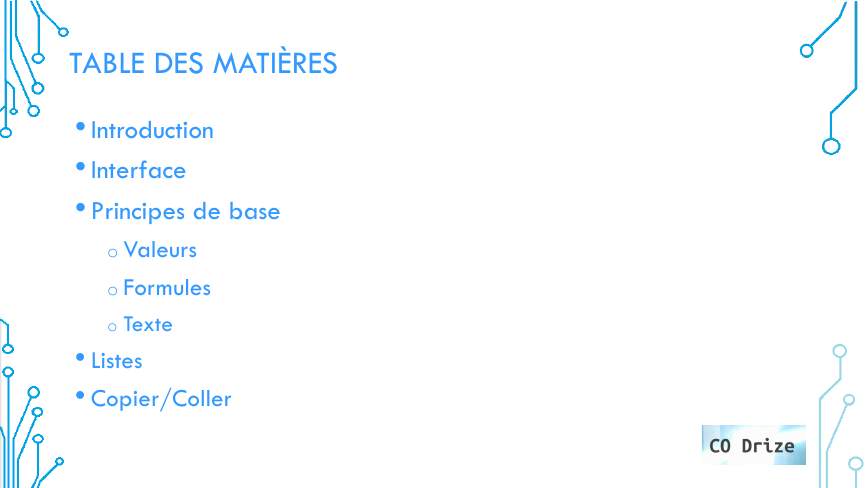 TABLE DES MATIÈRES
• Introduction
• Interface
• Principes de base
o Valeurs
o Formules
o Texte
• Listes
• Copier/Coller
CO Drize